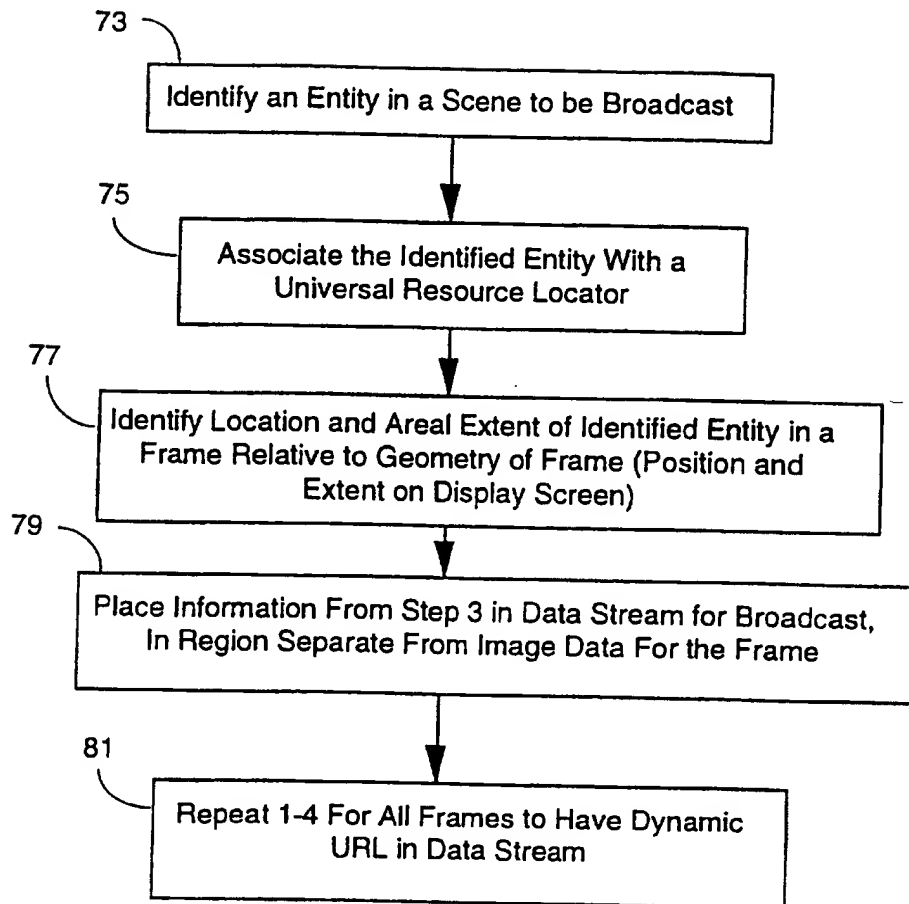 73
Identify an Entity in a Scene to be Broadcast
75
Associate the Identified Entity With a
Universal Resource Locator
77
Identify Location and Areal Extent of Identified Entity in a
Frame Relative to Geometry of Frame (Position and
Extent on Display Screen)
79
Place Information From Step 3 in Data Stream for Broadcast,
In Region Separate From Image Data For the Frame
81
Repeat 1-4 For All Frames to Have Dynamic
URL in Data Stream